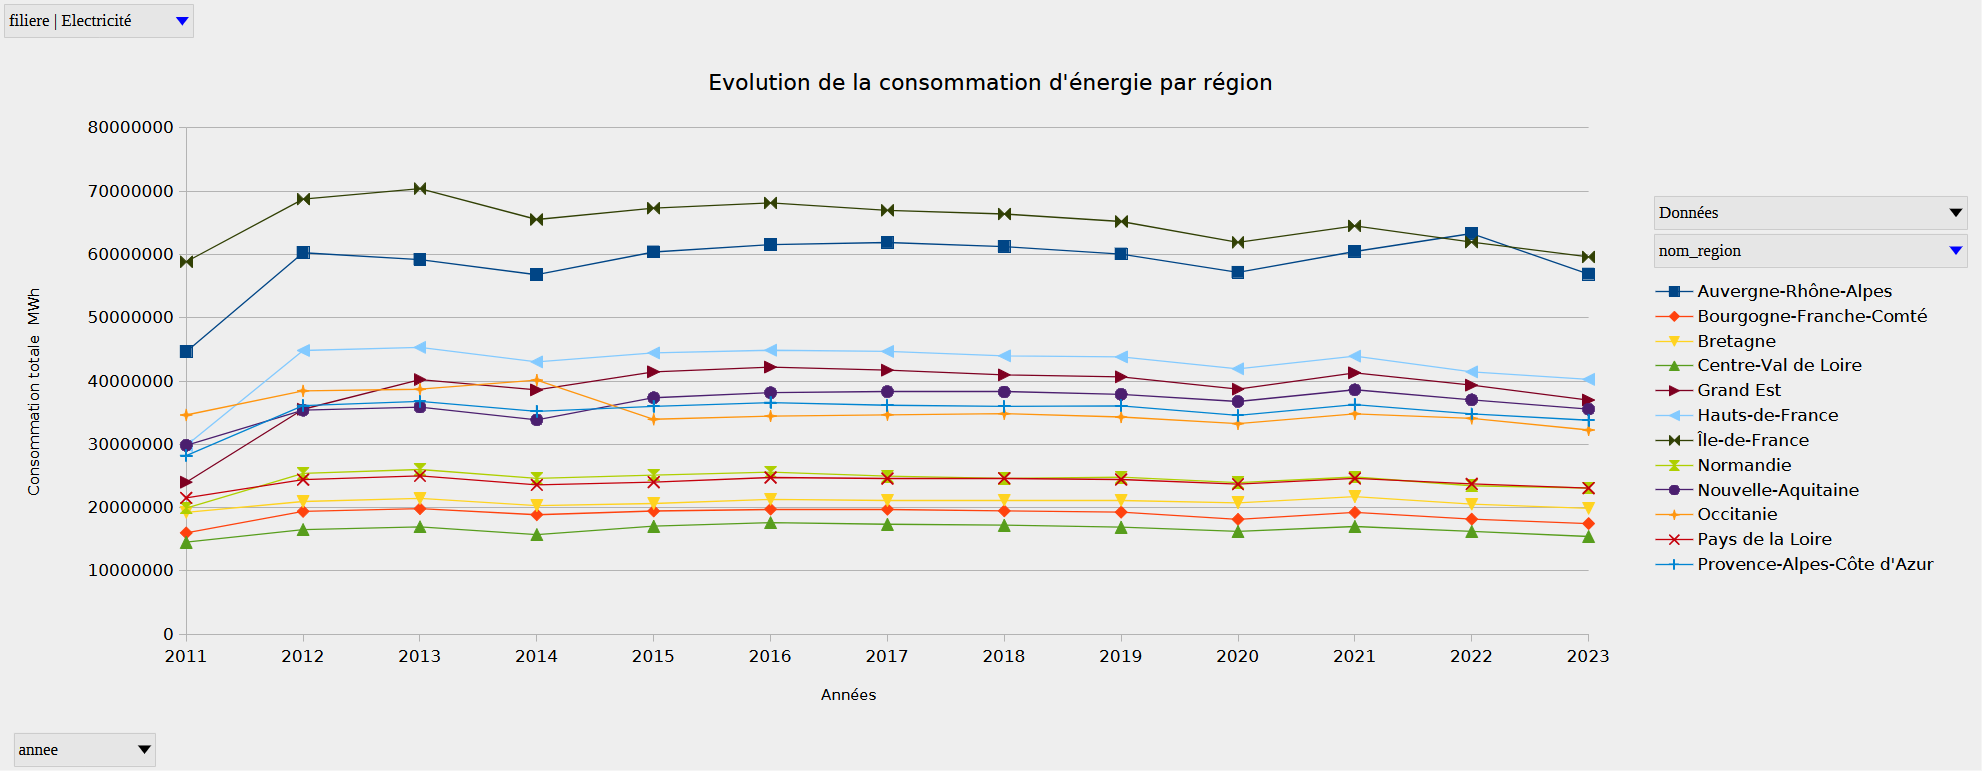 filiere | Electricité
Evolution de la consommation d'énergie par région
80000000
70000000
60000000
50000000
40000000
30000000
20000000
10000000
0
Consommation totale  MWh
2011 2012 2013 2014 2015 2016 2017 2018 2019 2020 2021 2022 2023
Années
Données
nom_region
Auvergne-Rhône-Alpes
Bourgogne-Franche-Comté
Bretagne
Centre-Val de Loire
Grand Est
Hauts-de-France
Île-de-France
Normandie
Nouvelle-Aquitaine
Occitanie
Pays de la Loire
Provence-Alpes-Côte d'Azur
annee